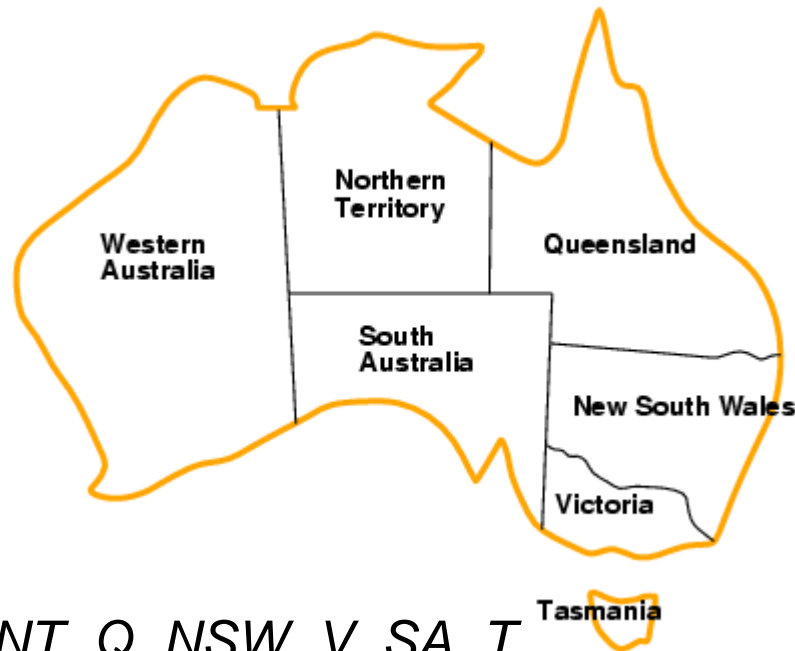 Northern
Territory
Western
Australia
Queensland
South
Australia
New South Wales
Victoria
Tasmania
NT Q NSW V SA T